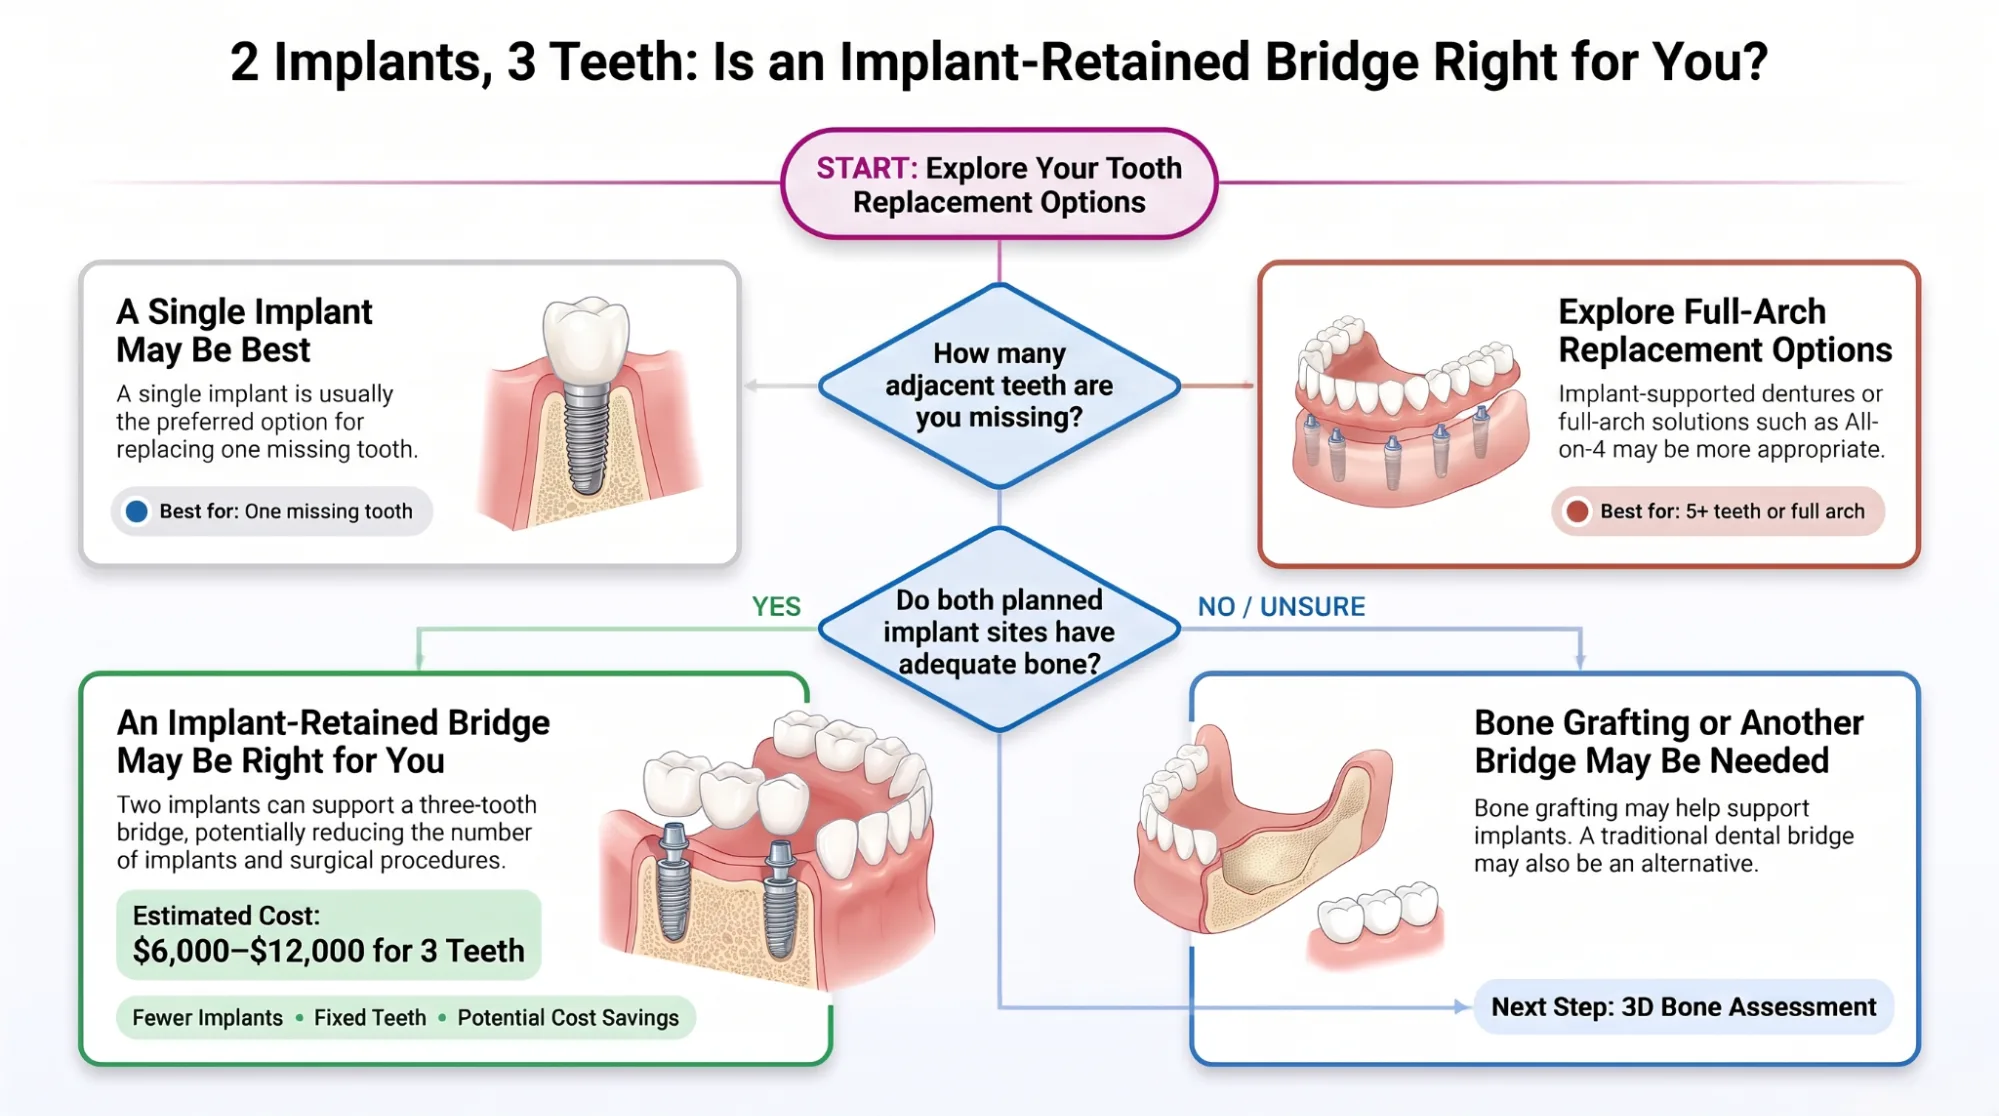 2 Implants, 3 Teeth: Is an Implant-Retained Bridge Right for You?
START: Explore Your Tooth
Replacement Options
A Single Implant
May Be Best
A single implant is usually
the preferred option for
replacing one missing tooth.
Best for: One missing tooth
How many
adjacent teeth are
you missing?
Explore Full-Arch
Replacement Options
Implant-supported dentures or
full-arch solutions such as All-
on-4 may be more appropriate.
Best for: 5+ teeth or full arch
YES
Do both planned
implant sites have
adequate bone?
NO / UNSURE
An Implant-Retained Bridge
May Be Right for You
Two implants can support a three-tooth
bridge, potentially reducing the number
of implants and surgical procedures.
Estimated Cost:
$6,000–$12,000 for 3 Teeth
Fewer Implants • Fixed Teeth • Potential Cost Savings
Bone Grafting or Another
Bridge May Be Needed
Bone grafting may help support
implants. A traditional dental bridge
may also be an alternative.
Next Step: 3D Bone Assessment